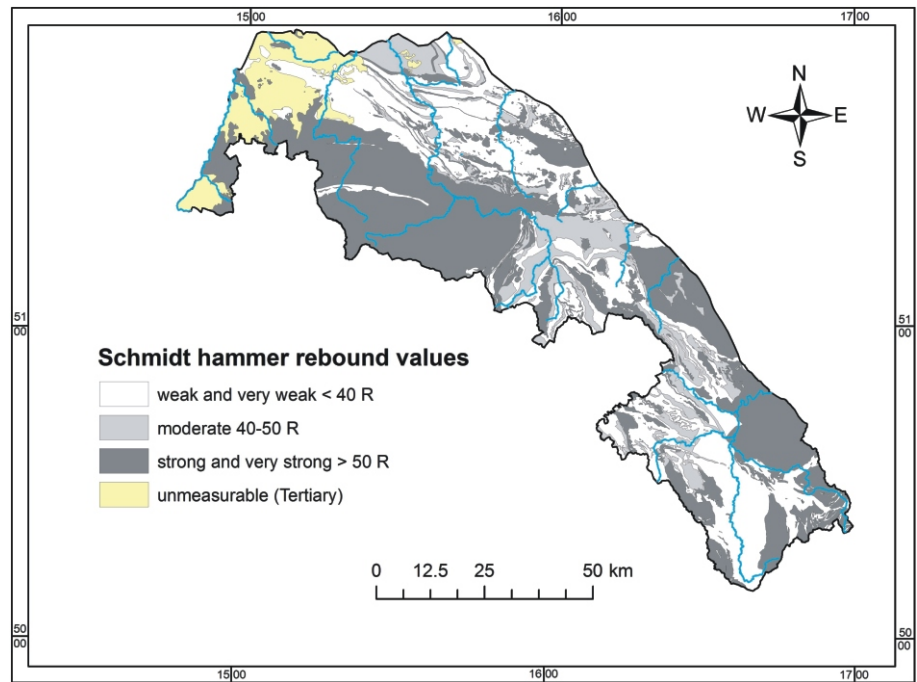 15 00 16 00 17 00
N
W E
S
51 00 51 00
Schmidt hammer rebound values
weak and very weak < 40 R
moderate 40-50 R
strong and very strong > 50 R
unmeasurable (Tertiary)
0 12.5 25 50 km
50 00 50 00
15 00 16 00 17 00